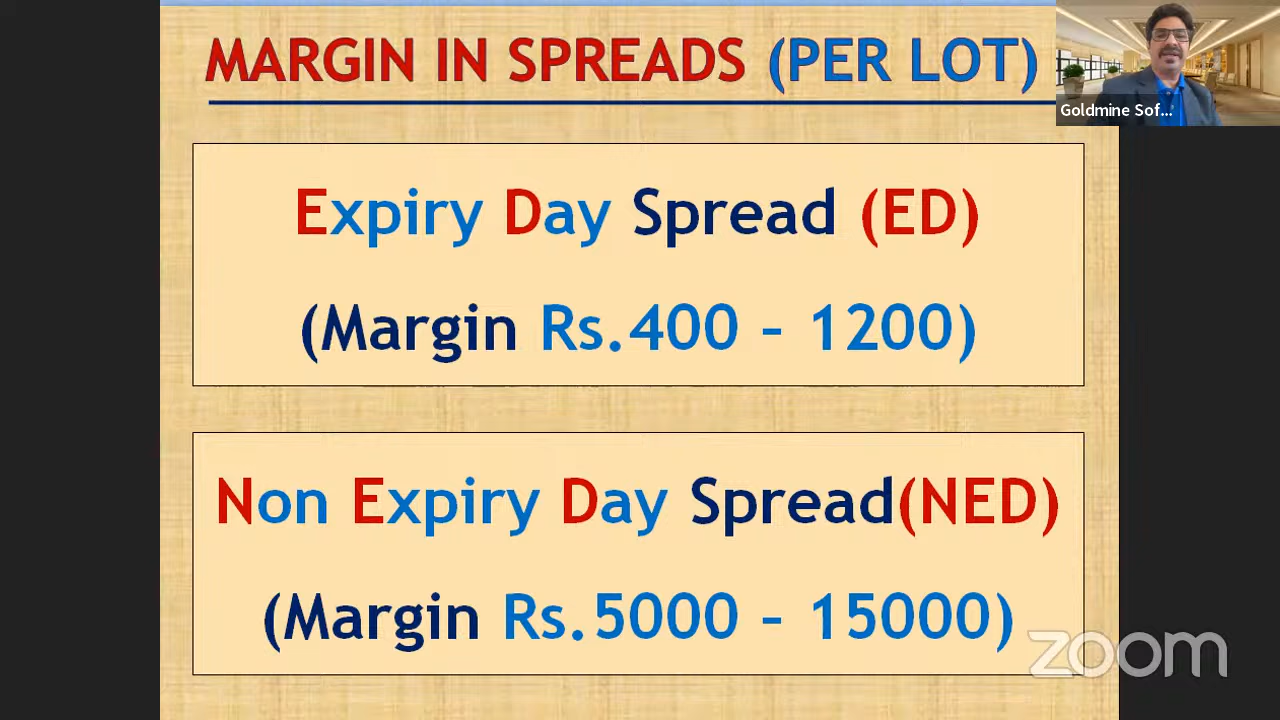 MARGIN IN SPREADS (PER LOT)
Goldmine Sof...
Expiry Day Spread (ED)
(Margin Rs.400 – 1200)
Non Expiry Day Spread(NED)
(Margin Rs.5000 – 15000)
zoom